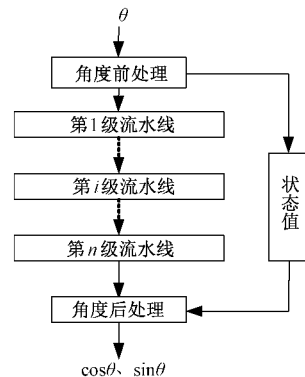 θ
角度前处理
第1级流水线
第i级流水线
第n级流水线
状态值
角度后处理
cosθ、sinθ